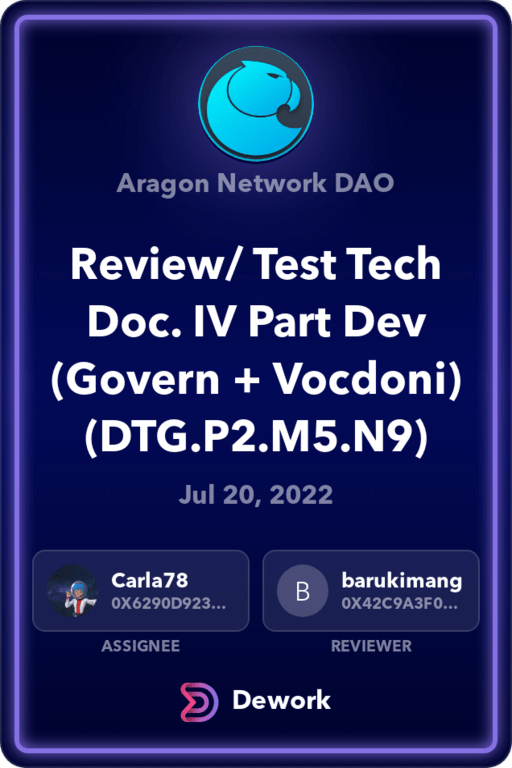 Aragon Network DAO
Review/ Test Tech
Doc. IV Part Dev
(Govern + Vocdoni)
(DTG.P2.M5.N9)
Jul 20, 2022
Carla78
0X6290D923...
ASSIGNEE
B
barukimang
0X42C9A3F0...
REVIEWER
Dework